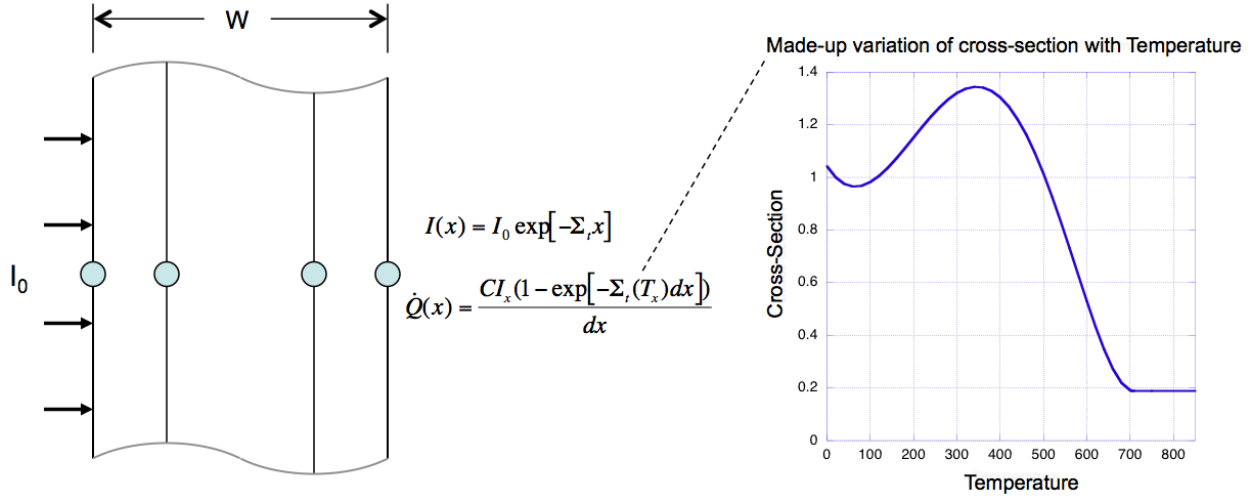 W
I₀
I(x) = I₀ exp[−Σₜx]
Q̇(x) = CIₓ(1 − exp[−Σₜ(Tₓ)dx]) / dx
Made-up variation of cross-section with Temperature
Cross-Section
1.4
1.2
1
0.8
0.6
0.4
0.2
0
0 100 200 300 400 500 600 700 800
Temperature